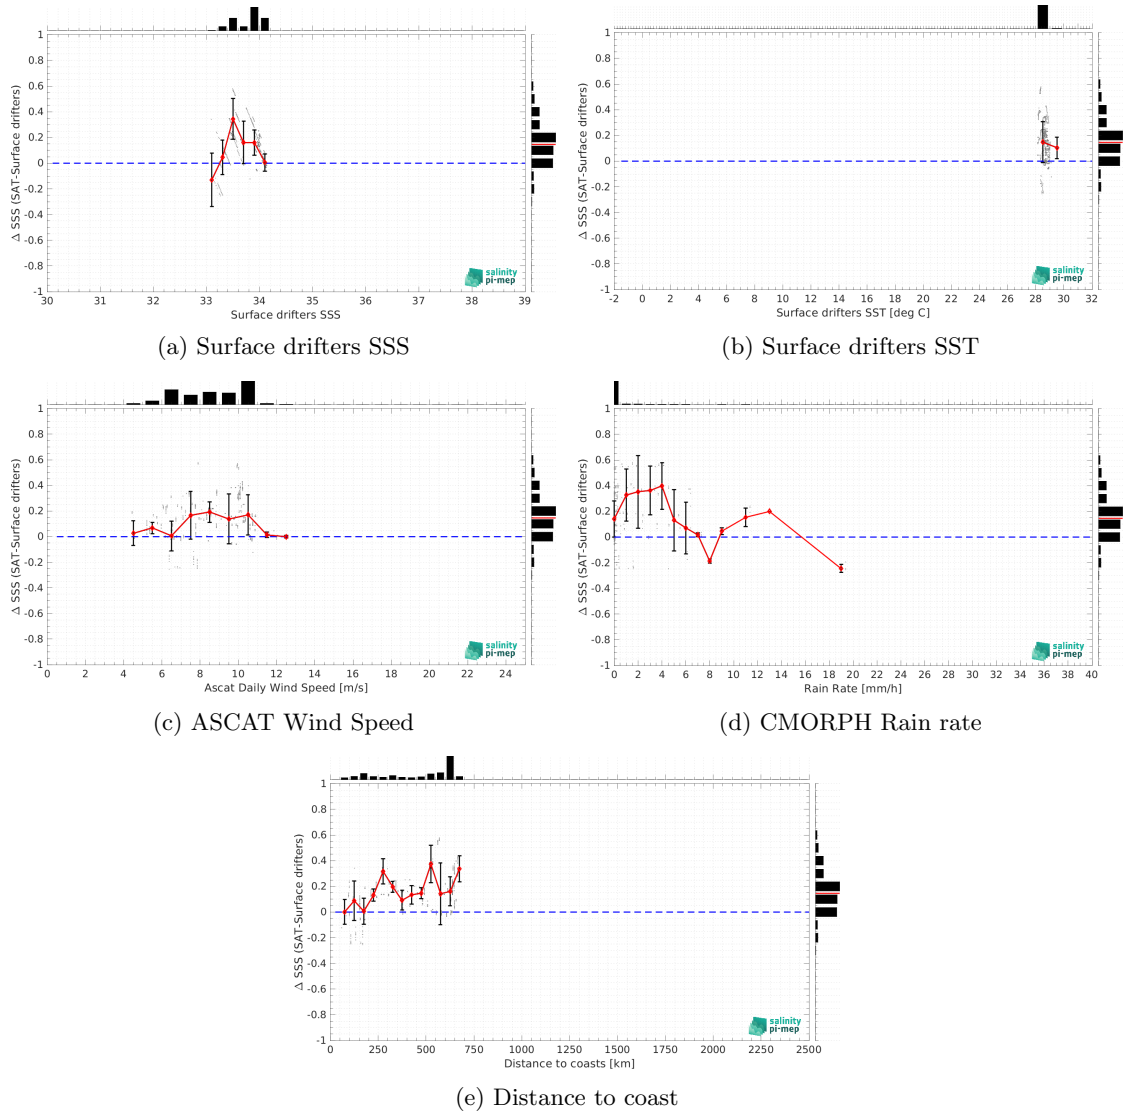 1
0.8
0.6
0.4
0.2
0
-0.2
-0.4
-0.6
-0.8
-1
Δ SSS (SAT-Surface drifters)
30 31 32 33 34 35 36 37 38 39
Surface drifters SSS
salinity
pi-mep
(a) Surface drifters SSS
1
0.8
0.6
0.4
0.2
0
-0.2
-0.4
-0.6
-0.8
-1
Δ SSS (SAT-Surface drifters)
-2 0 2 4 6 8 10 12 14 16 18 20 22 24 26 28 30 32
Surface drifters SST [deg C]
salinity
pi-mep
(b) Surface drifters SST
1
0.8
0.6
0.4
0.2
0
-0.2
-0.4
-0.6
-0.8
-1
Δ SSS (SAT-Surface drifters)
0 2 4 6 8 10 12 14 16 18 20 22 24
Ascat Daily Wind Speed [m/s]
salinity
pi-mep
(c) ASCAT Wind Speed
1
0.8
0.6
0.4
0.2
0
-0.2
-0.4
-0.6
-0.8
-1
Δ SSS (SAT-Surface drifters)
0 2 4 6 8 10 12 14 16 18 20 22 24 26 28 30 32 34 36 38 40
Rain Rate [mm/h]
salinity
pi-mep
(d) CMORPH Rain rate
1
0.8
0.6
0.4
0.2
0
-0.2
-0.4
-0.6
-0.8
-1
Δ SSS (SAT-Surface drifters)
0 250 500 750 1000 1250 1500 1750 2000 2250 2500
Distance to coasts [km]
salinity
pi-mep
(e) Distance to coast